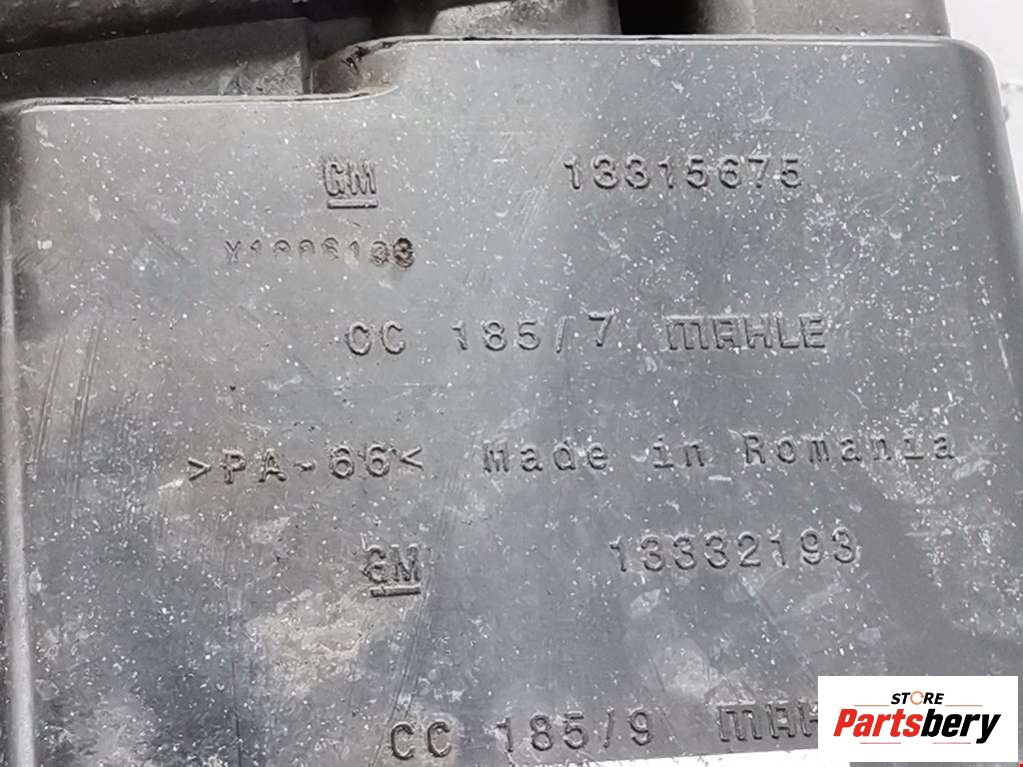 GM 13315675
CC 185/7 MAHLE
>PA-66< Made in Romania
GM 13332193
CC 185/9
STORE
Partsbery